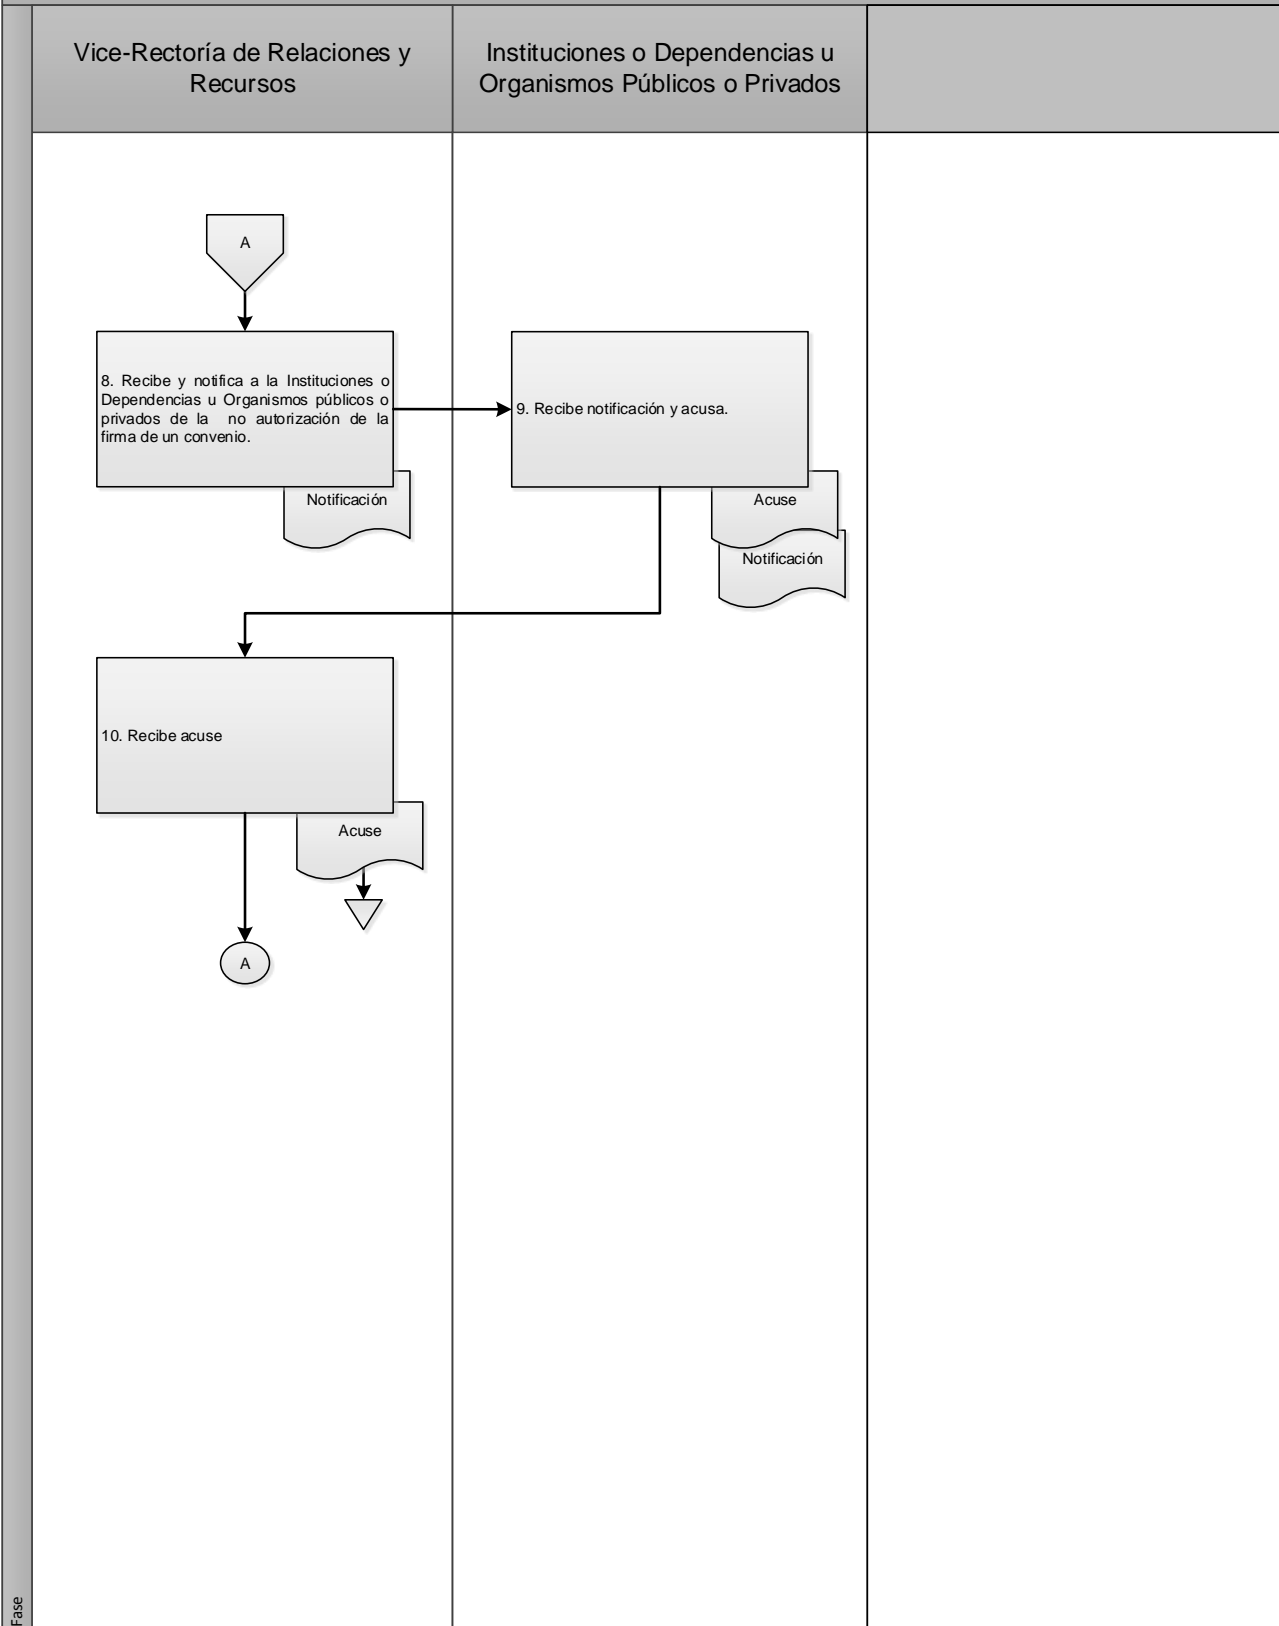 Vice-Rectoría de Relaciones y
Recursos
Instituciones o Dependencias u
Organismos Públicos o Privados
A
8. Recibe y notifica a la Instituciones o
Dependencias u Organismos públicos o
privados de la no autorización de la
firma de un convenio.
Notificación
9. Recibe notificación y acusa.
Acuse
Notificación
10. Recibe acuse
Acuse
A
Fase